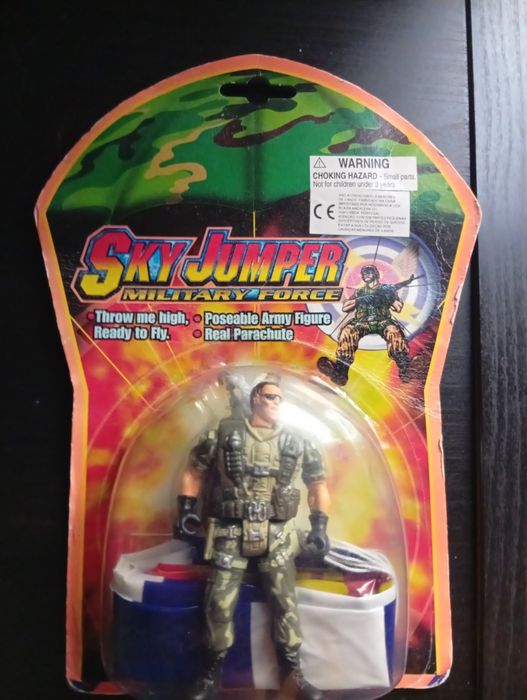 WARNING
CHOKING HAZARD - Small parts.
Not for children under 3 years
CE
SKY JUMPER
MILITARY FORCE
Throw me high,
Ready to Fly.
Poseable Army Figure
Real Parachute